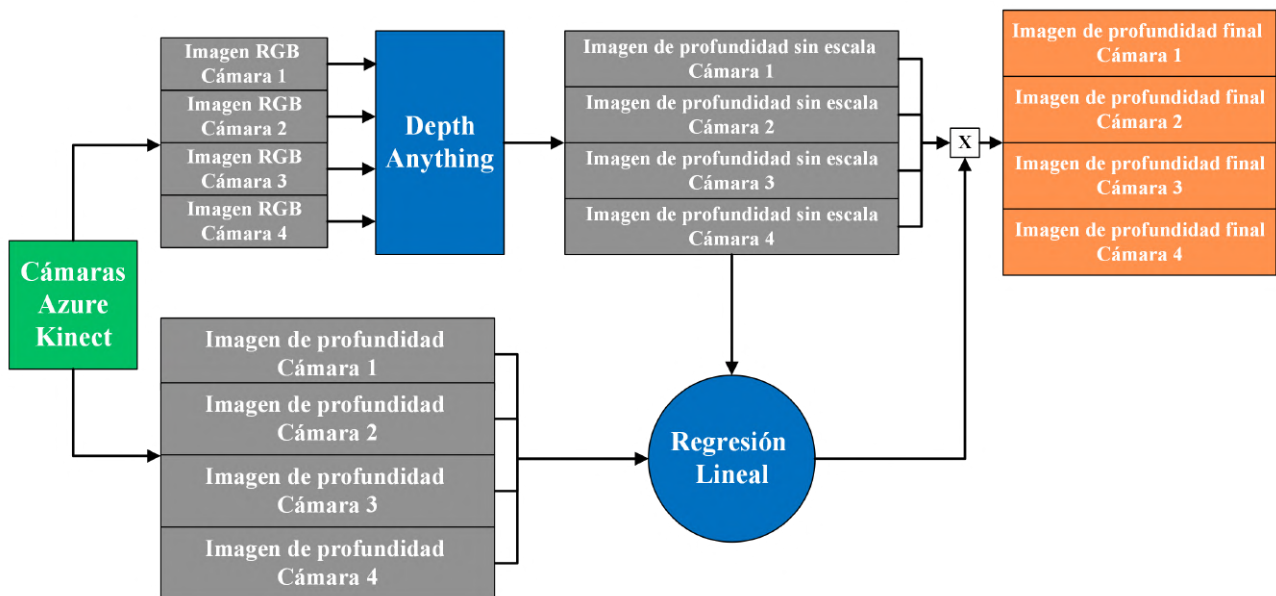 Cámaras
Azure
Kinect
Imagen RGB
Cámara 1
Imagen RGB
Cámara 2
Imagen RGB
Cámara 3
Imagen RGB
Cámara 4
Depth
Anything
Imagen de profundidad sin escala
Cámara 1
Imagen de profundidad sin escala
Cámara 2
Imagen de profundidad sin escala
Cámara 3
Imagen de profundidad sin escala
Cámara 4
X
Imagen de profundidad final
Cámara 1
Imagen de profundidad final
Cámara 2
Imagen de profundidad final
Cámara 3
Imagen de profundidad final
Cámara 4
Imagen de profundidad
Cámara 1
Imagen de profundidad
Cámara 2
Imagen de profundidad
Cámara 3
Imagen de profundidad
Cámara 4
Regresión
Lineal